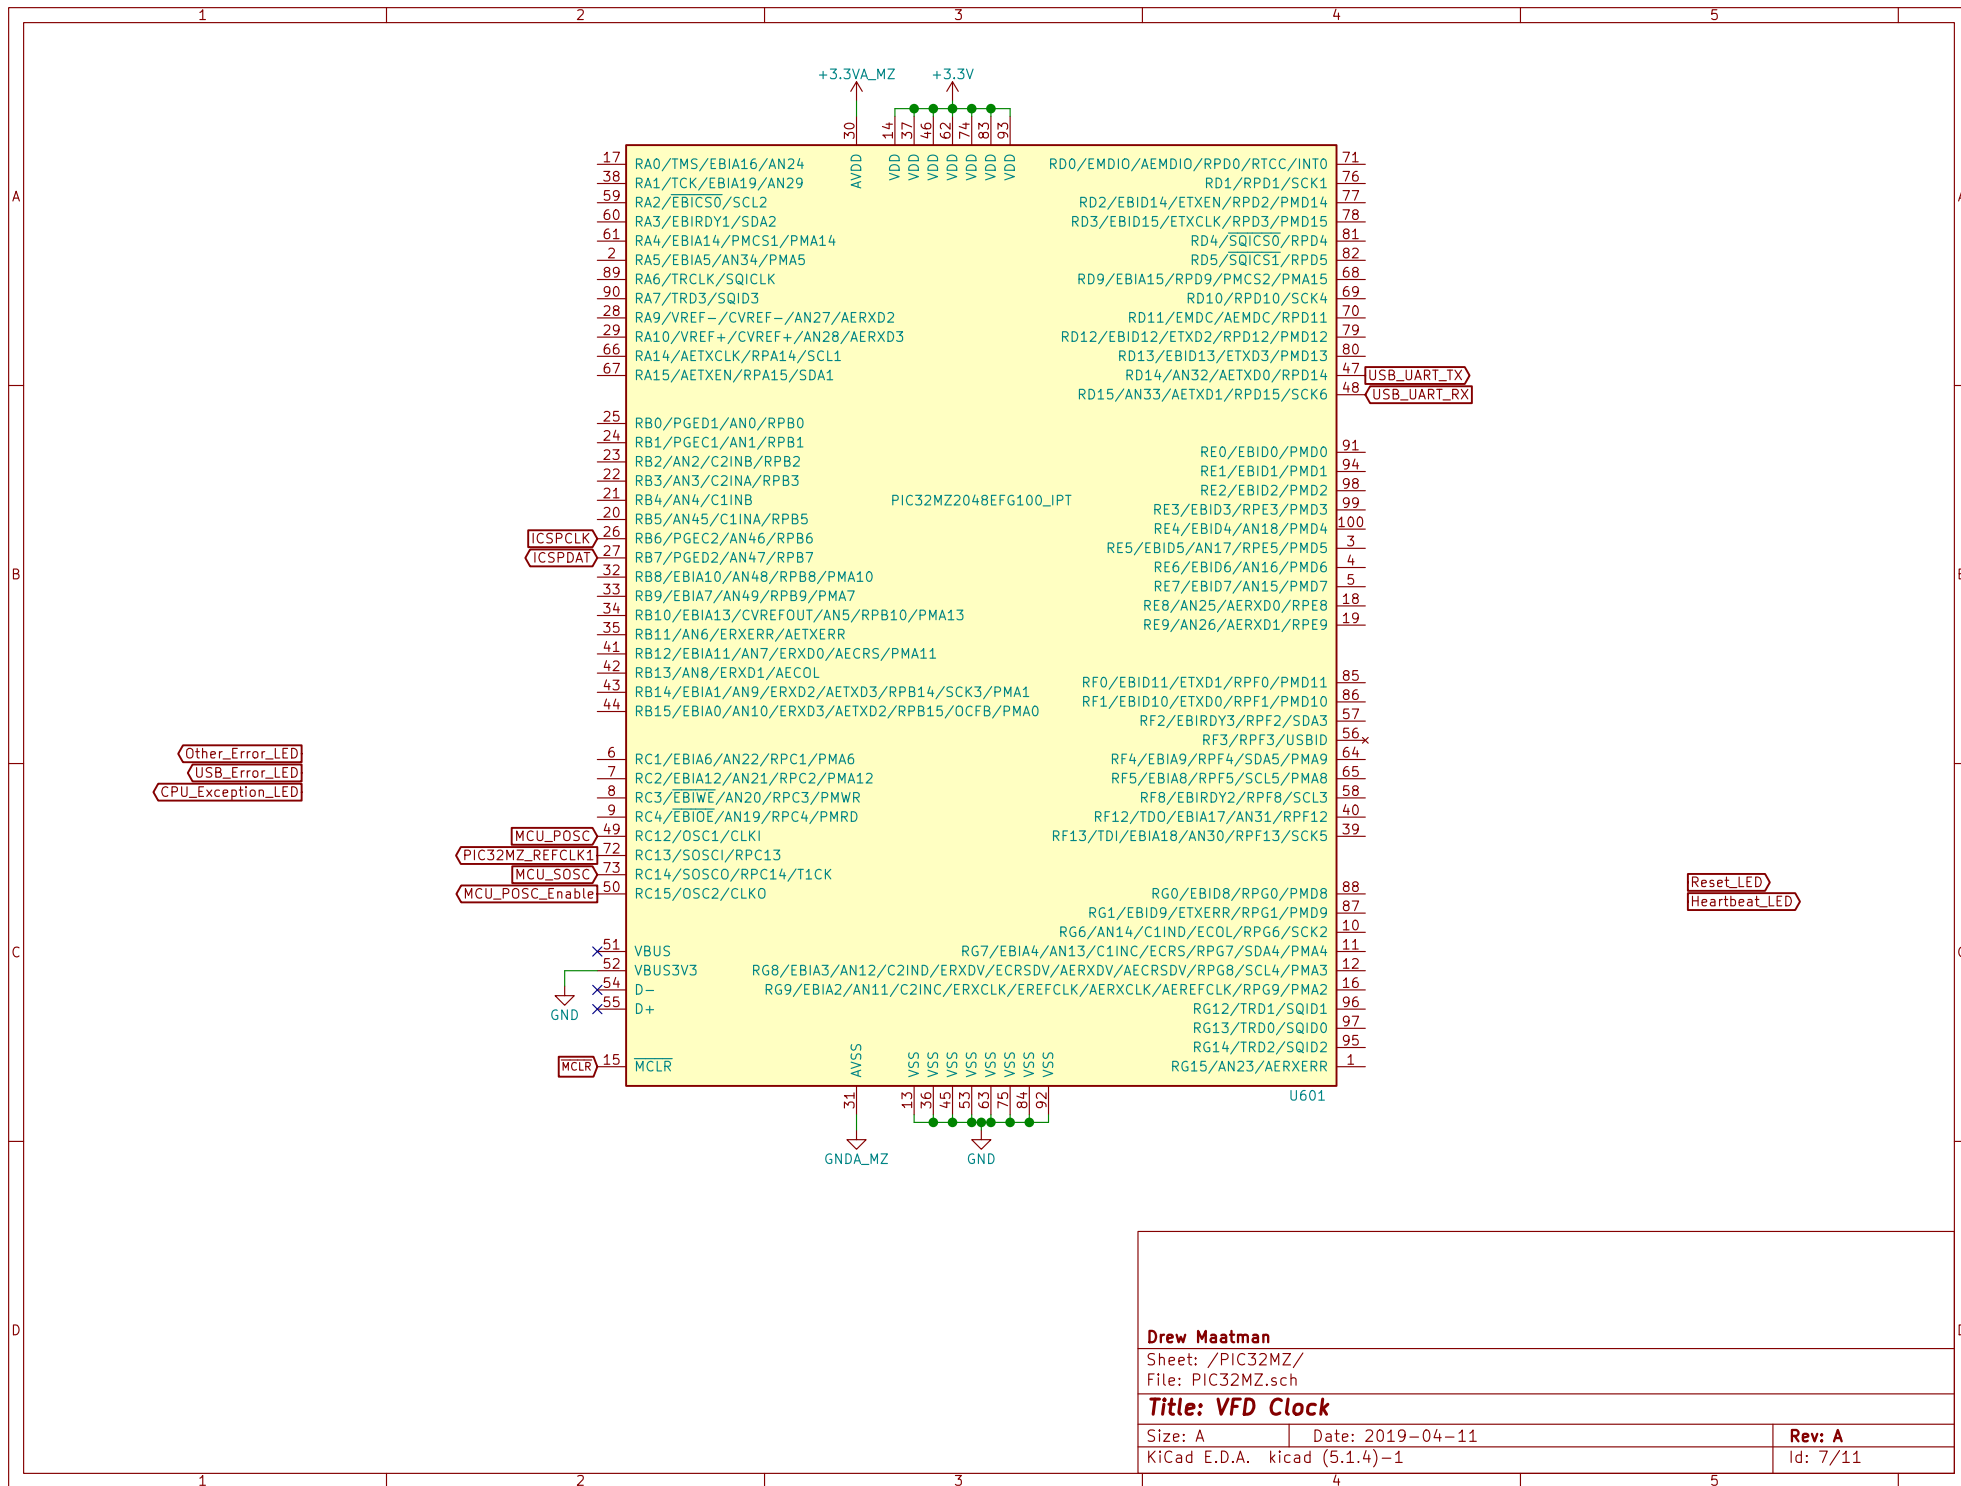 1 2 3 4 5
+3.3VA_MZ +3.3V
30 14 37 46 62 74 83 93
AVDD VDD VDD VDD VDD VDD VDD VDD
17 RA0/TMS/EBIA16/AN24
38 RA1/TCK/EBIA19/AN29
59 RA2/EBICS0/SCL2
60 RA3/EBIRDY1/SDA2
61 RA4/EBIA14/PMCS1/PMA14
2 RA5/EBIA5/AN34/PMA5
89 RA6/TRCLK/SQICLK
90 RA7/TRD3/SQID3
28 RA9/VREF-/CVREF-/AN27/AERXD2
29 RA10/VREF+/CVREF+/AN28/AERXD3
66 RA14/AETXCLK/RPA14/SCL1
67 RA15/AETXEN/RPA15/SDA1
25 RB0/PGED1/AN0/RPB0
24 RB1/PGEC1/AN1/RPB1
23 RB2/AN2/C2INB/RPB2
22 RB3/AN3/C2INA/RPB3
21 RB4/AN4/C1INB
20 RB5/AN45/C1INA/RPB5
ICSPCLK 26 RB6/PGEC2/AN46/RPB6
ICSPDAT 27 RB7/PGED2/AN47/RPB7
32 RB8/EBIA10/AN48/RPB8/PMA10
33 RB9/EBIA7/AN49/RPB9/PMA7
34 RB10/EBIA13/CVREFOUT/AN5/RPB10/PMA13
35 RB11/AN6/ERXERR/AETXERR
41 RB12/EBIA11/AN7/ERXD0/AECRS/PMA11
42 RB13/AN8/ERXD1/AECOL
43 RB14/EBIA1/AN9/ERXD2/AETXD3/RPB14/SCK3/PMA1
44 RB15/EBIA0/AN10/ERXD3/AETXD2/RPB15/OCFB/PMA0
Other_Error_LED
USB_Error_LED
CPU_Exception_LED
6 RC1/EBIA6/AN22/RPC1/PMA6
7 RC2/EBIA12/AN21/RPC2/PMA12
8 RC3/EBIWE/AN20/RPC3/PMWR
9 RC4/EBIOE/AN19/RPC4/PMRD
MCU_POSC 49 RC12/OSC1/CLKI
PIC32MZ_REFCLK1 72 RC13/SOSCI/RPC13
MCU_SOSC 73 RC14/SOSCO/RPC14/T1CK
MCU_POSC_Enable 50 RC15/OSC2/CLKO
51 VBUS
52 VBUS3V3
54 D-
55 D+
GND
MCLR 15 MCLR
PIC32MZ2048EFG100_IPT
RD0/EMDIO/AEMDIO/RPD0/RTCC/INT0 71
RD1/RPD1/SCK1 76
RD2/EBID14/ETXEN/RPD2/PMD14 77
RD3/EBID15/ETXCLK/RPD3/PMD15 78
RD4/SQICS0/RPD4 81
RD5/SQICS1/RPD5 82
RD9/EBIA15/RPD9/PMCS2/PMA15 68
RD10/RPD10/SCK4 69
RD11/EMDC/AEMDC/RPD11 70
RD12/EBID12/ETXD2/RPD12/PMD12 79
RD13/EBID13/ETXD3/PMD13 80
RD14/AN32/AETXD0/RPD14 47 USB_UART_TX
RD15/AN33/AETXD1/RPD15/SCK6 48 USB_UART_RX
RE0/EBID0/PMD0 91
RE1/EBID1/PMD1 94
RE2/EBID2/PMD2 98
RE3/EBID3/RPE3/PMD3 99
RE4/EBID4/AN18/PMD4 100
RE5/EBID5/AN17/RPE5/PMD5 3
RE6/EBID6/AN16/PMD6 4
RE7/EBID7/AN15/PMD7 5
RE8/AN25/AERXD0/RPE8 18
RE9/AN26/AERXD1/RPE9 19
RF0/EBID11/ETXD1/RPF0/PMD11 85
RF1/EBID10/ETXD0/RPF1/PMD10 86
RF2/EBIRDY3/RPF2/SDA3 57
RF3/RPF3/USBID 56
RF4/EBIA9/RPF4/SDA5/PMA9 64
RF5/EBIA8/RPF5/SCL5/PMA8 65
RF8/EBIRDY2/RPF8/SCL3 58
RF12/TDO/EBIA17/AN31/RPF12 40
RF13/TDI/EBIA18/AN30/RPF13/SCK5 39
RG0/EBID8/RPG0/PMD8 88
RG1/EBID9/ETXERR/RPG1/PMD9 87
RG6/AN14/C1IND/ECOL/RPG6/SCK2 10
RG7/EBIA4/AN13/C1INC/ECRS/RPG7/SDA4/PMA4 11
RG8/EBIA3/AN12/C2IND/ERXDV/ECRSDV/AERXDV/AECRSDV/RPG8/SCL4/PMA3 12
RG9/EBIA2/AN11/C2INC/ERXCLK/EREFCLK/AERXCLK/AEREFCLK/RPG9/PMA2 16
RG12/TRD1/SQID1 96
RG13/TRD0/SQID0 97
RG14/TRD2/SQID2 95
RG15/AN23/AERXERR 1
Reset_LED
Heartbeat_LED
AVSS VSS VSS VSS VSS VSS VSS VSS VSS
31 13 36 45 53 63 75 84 92
U601
GNDA_MZ GND
A
B
C
D
A
C
Drew Maatman
Sheet: /PIC32MZ/
File: PIC32MZ.sch
Title: VFD Clock
Size: A Date: 2019-04-11 Rev: A
KiCad E.D.A. kicad (5.1.4)-1 Id: 7/11
1 2 3 4 5